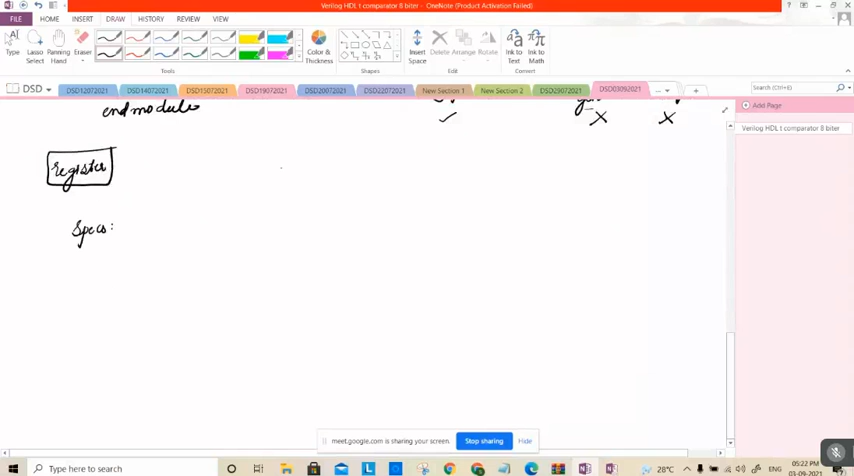 Verilog HDL t comparator 8 biter - OneNote (Product Activation Failed)
FILE HOME INSERT DRAW HISTORY REVIEW VIEW
Type Lasso Select Panning Hand Eraser Color & Thickness Insert Space Delete Arrange Rotate Ink to Text Ink to Math
Tools Shapes Edit Convert
DSD DSD12072021 DSD14072021 DSD15072021 DSD19072021 DSD20072021 DSD22072021 New Section 1 New Section 2 DSD29072021 DSD03092021 ... + Search (Ctrl+E)
Add Page
Verilog HDL t comparator 8 biter
endmodule
register
Specs:
meet.google.com is sharing your screen. Stop sharing Hide
Type here to search
28°C ENG 05:22 PM
03-09-2021